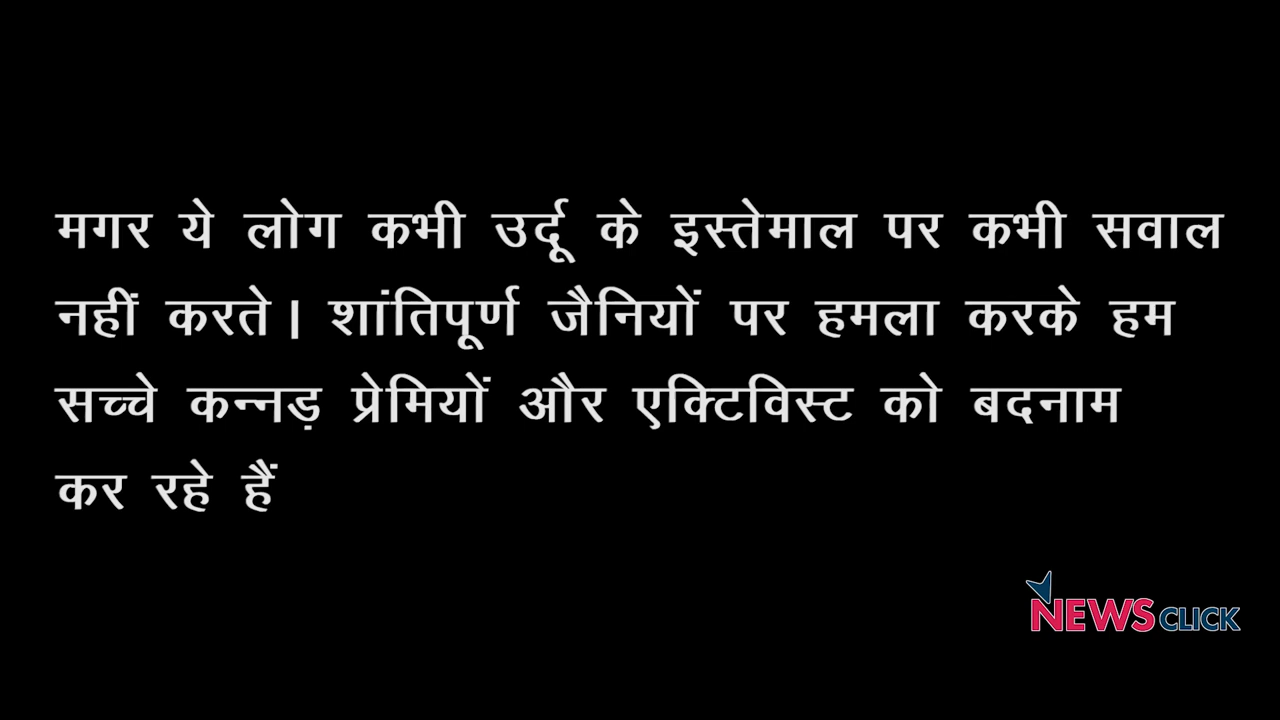 मगर ये लोग कभी उर्दू के इस्तेमाल पर कभी सवाल
नहीं करते। शांतिपूर्ण जैनियों पर हमला करके हम
सच्चे कन्नड़ प्रेमियों और एक्टिविस्ट को बदनाम
कर रहे हैं
NEWSCLICK